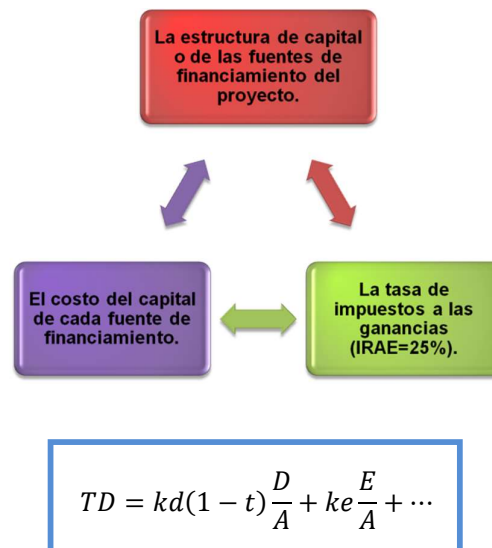 La estructura de capital
o de las fuentes de
financiamiento del
proyecto.
El costo del capital
de cada fuente de
financiamiento.
La tasa de
impuestos a las
ganancias
(IRAE=25%).
TD = kd(1 − t) D/A + ke E/A + ⋯